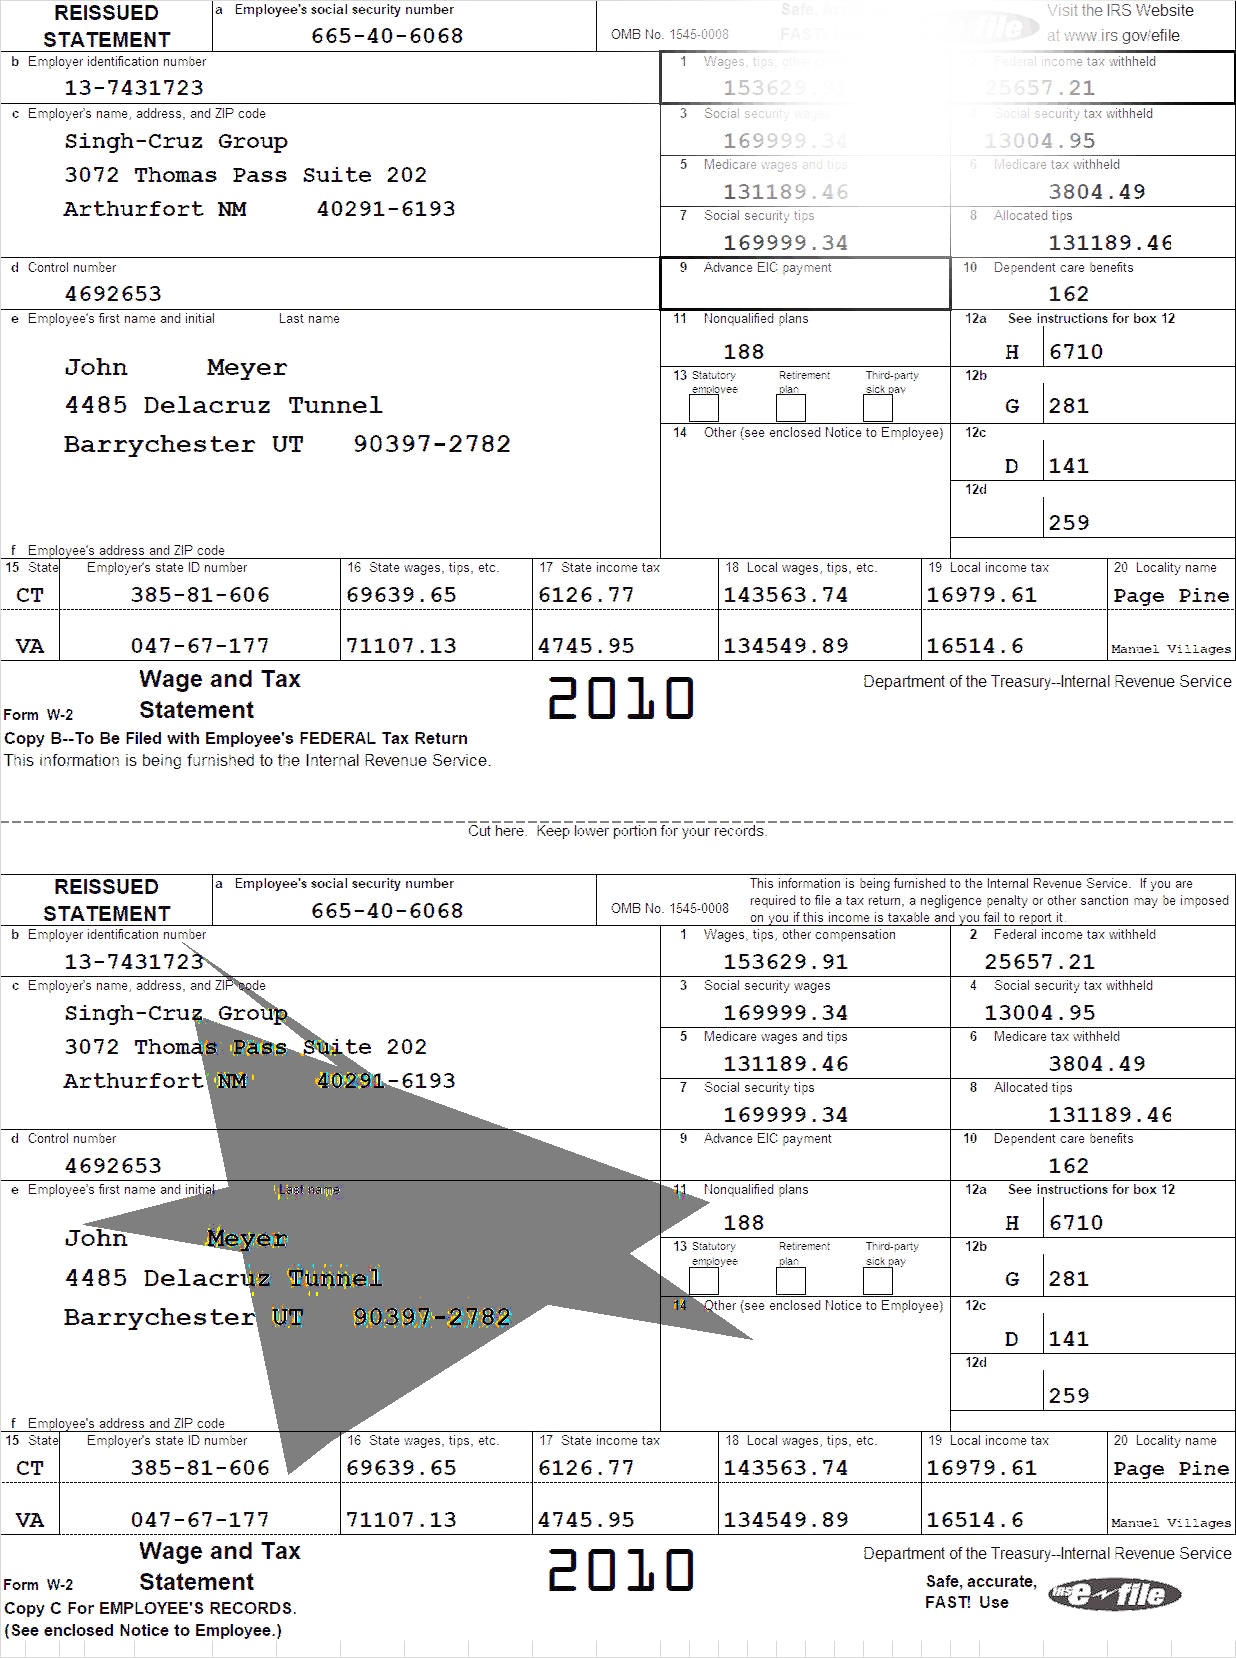 REISSUED STATEMENT
a Employee's social security number
665-40-6068
OMB No. 1545-0008
Visit the IRS Website
at www.irs.gov/efile.
b Employer identification number
13-7431723
1 Wages, tips,
153629.91
2 Federal income tax withheld
25657.21
c Employer's name, address, and ZIP code
Singh-Cruz Group
3072 Thomas Pass Suite 202
Arthurfort NM 40291-6193
3 Social security wages
169999.34
4 Social security tax withheld
13004.95
5 Medicare wages and tips
131189.46
6 Medicare tax withheld
3804.49
7 Social security tips
169999.34
8 Allocated tips
131189.46
d Control number
4692653
9 Advance EIC payment
10 Dependent care benefits
162
e Employee's first name and initial Last name
John Meyer
4485 Delacruz Tunnel
Barrychester UT 90397-2782
11 Nonqualified plans
188
12a See instructions for box 12
H 6710
13 Statutory employee Retirement plan Third-party sick pay
12b
G 281
14 Other (see enclosed Notice to Employee)
12c
D 141
12d
259
f Employee's address and ZIP code
15 State Employer's state ID number 16 State wages, tips, etc. 17 State income tax 18 Local wages, tips, etc. 19 Local income tax 20 Locality name
CT 385-81-606 69639.65 6126.77 143563.74 16979.61 Page Pine
VA 047-67-177 71107.13 4745.95 134549.89 16514.6 Manuel Villages
Wage and Tax
Form W-2 Statement
2010
Department of the Treasury--Internal Revenue Service
Copy B--To Be Filed with Employee's FEDERAL Tax Return
This information is being furnished to the Internal Revenue Service.
Cut here. Keep lower portion for your records.
REISSUED STATEMENT
a Employee's social security number
665-40-6068
OMB No. 1545-0008
This information is being furnished to the Internal Revenue Service. If you are
required to file a tax return, a negligence penalty or other sanction may be imposed
on you if this income is taxable and you fail to report it.
b Employer identification number
13-7431723
1 Wages, tips, other compensation
153629.91
2 Federal income tax withheld
25657.21
c Employer's name, address, and ZIP code
Singh-Cruz Group
3072 Thomas Pass Suite 202
Arthurfort NM 40291-6193
3 Social security wages
169999.34
4 Social security tax withheld
13004.95
5 Medicare wages and tips
131189.46
6 Medicare tax withheld
3804.49
7 Social security tips
169999.34
8 Allocated tips
131189.46
d Control number
4692653
9 Advance EIC payment
10 Dependent care benefits
162
e Employee's first name and initial Last name
John Meyer
4485 Delacruz Tunnel
Barrychester UT 90397-2782
11 Nonqualified plans
188
12a See instructions for box 12
H 6710
13 Statutory employee Retirement plan Third-party sick pay
12b
G 281
14 Other (see enclosed Notice to Employee)
12c
D 141
12d
259
f Employee's address and ZIP code
15 State Employer's state ID number 16 State wages, tips, etc. 17 State income tax 18 Local wages, tips, etc. 19 Local income tax 20 Locality name
CT 385-81-606 69639.65 6126.77 143563.74 16979.61 Page Pine
VA 047-67-177 71107.13 4745.95 134549.89 16514.6 Manuel Villages
Wage and Tax
Form W-2 Statement
2010
Department of the Treasury--Internal Revenue Service
Safe, accurate,
FAST! Use
IRS e-file
Copy C For EMPLOYEE'S RECORDS.
(See enclosed Notice to Employee.)